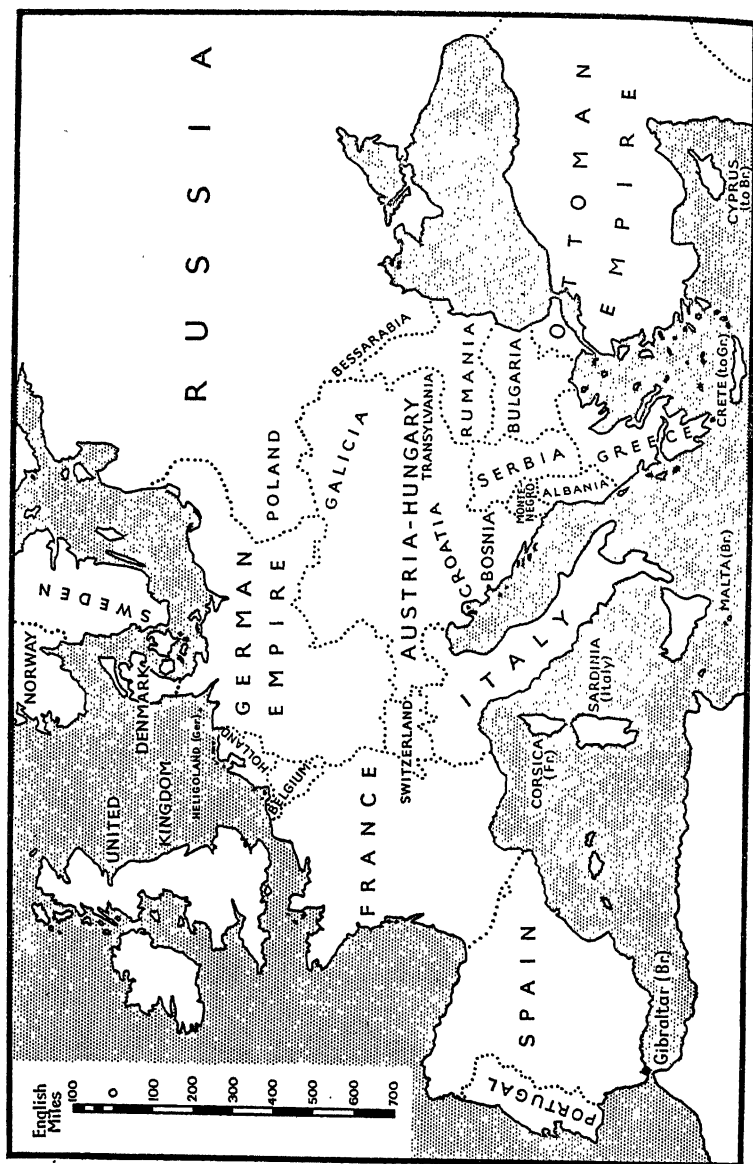 NORWAY
SWEDEN
RUSSIA
UNITED
KINGDOM
DENMARK
HELIGOLAND (Ger.)
HOLLAND
BELGIUM
GERMAN
EMPIRE
POLAND
GALICIA
BESSARABIA
FRANCE
SWITZERLAND
AUSTRIA-HUNGARY
TRANSYLVANIA
CROATIA
BOSNIA
RUMANIA
BULGARIA
SERBIA
MONTE-
NEGRO
ALBANIA
GREECE
OTTOMAN
EMPIRE
ITALY
CORSICA
(Fr.)
SARDINIA
(Italy)
SPAIN
PORTUGAL
Gibraltar (Br.)
MALTA (Br.)
CRETE (to Gr.)
CYPRUS
(to Br.)
English
Miles
100
0
100
200
300
400
500
600
700